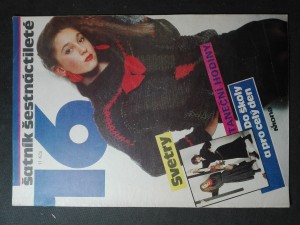 šatník šestnáctileté
16
TANEČNÍ HODINY
Do školy
a pro celý den
Svetry